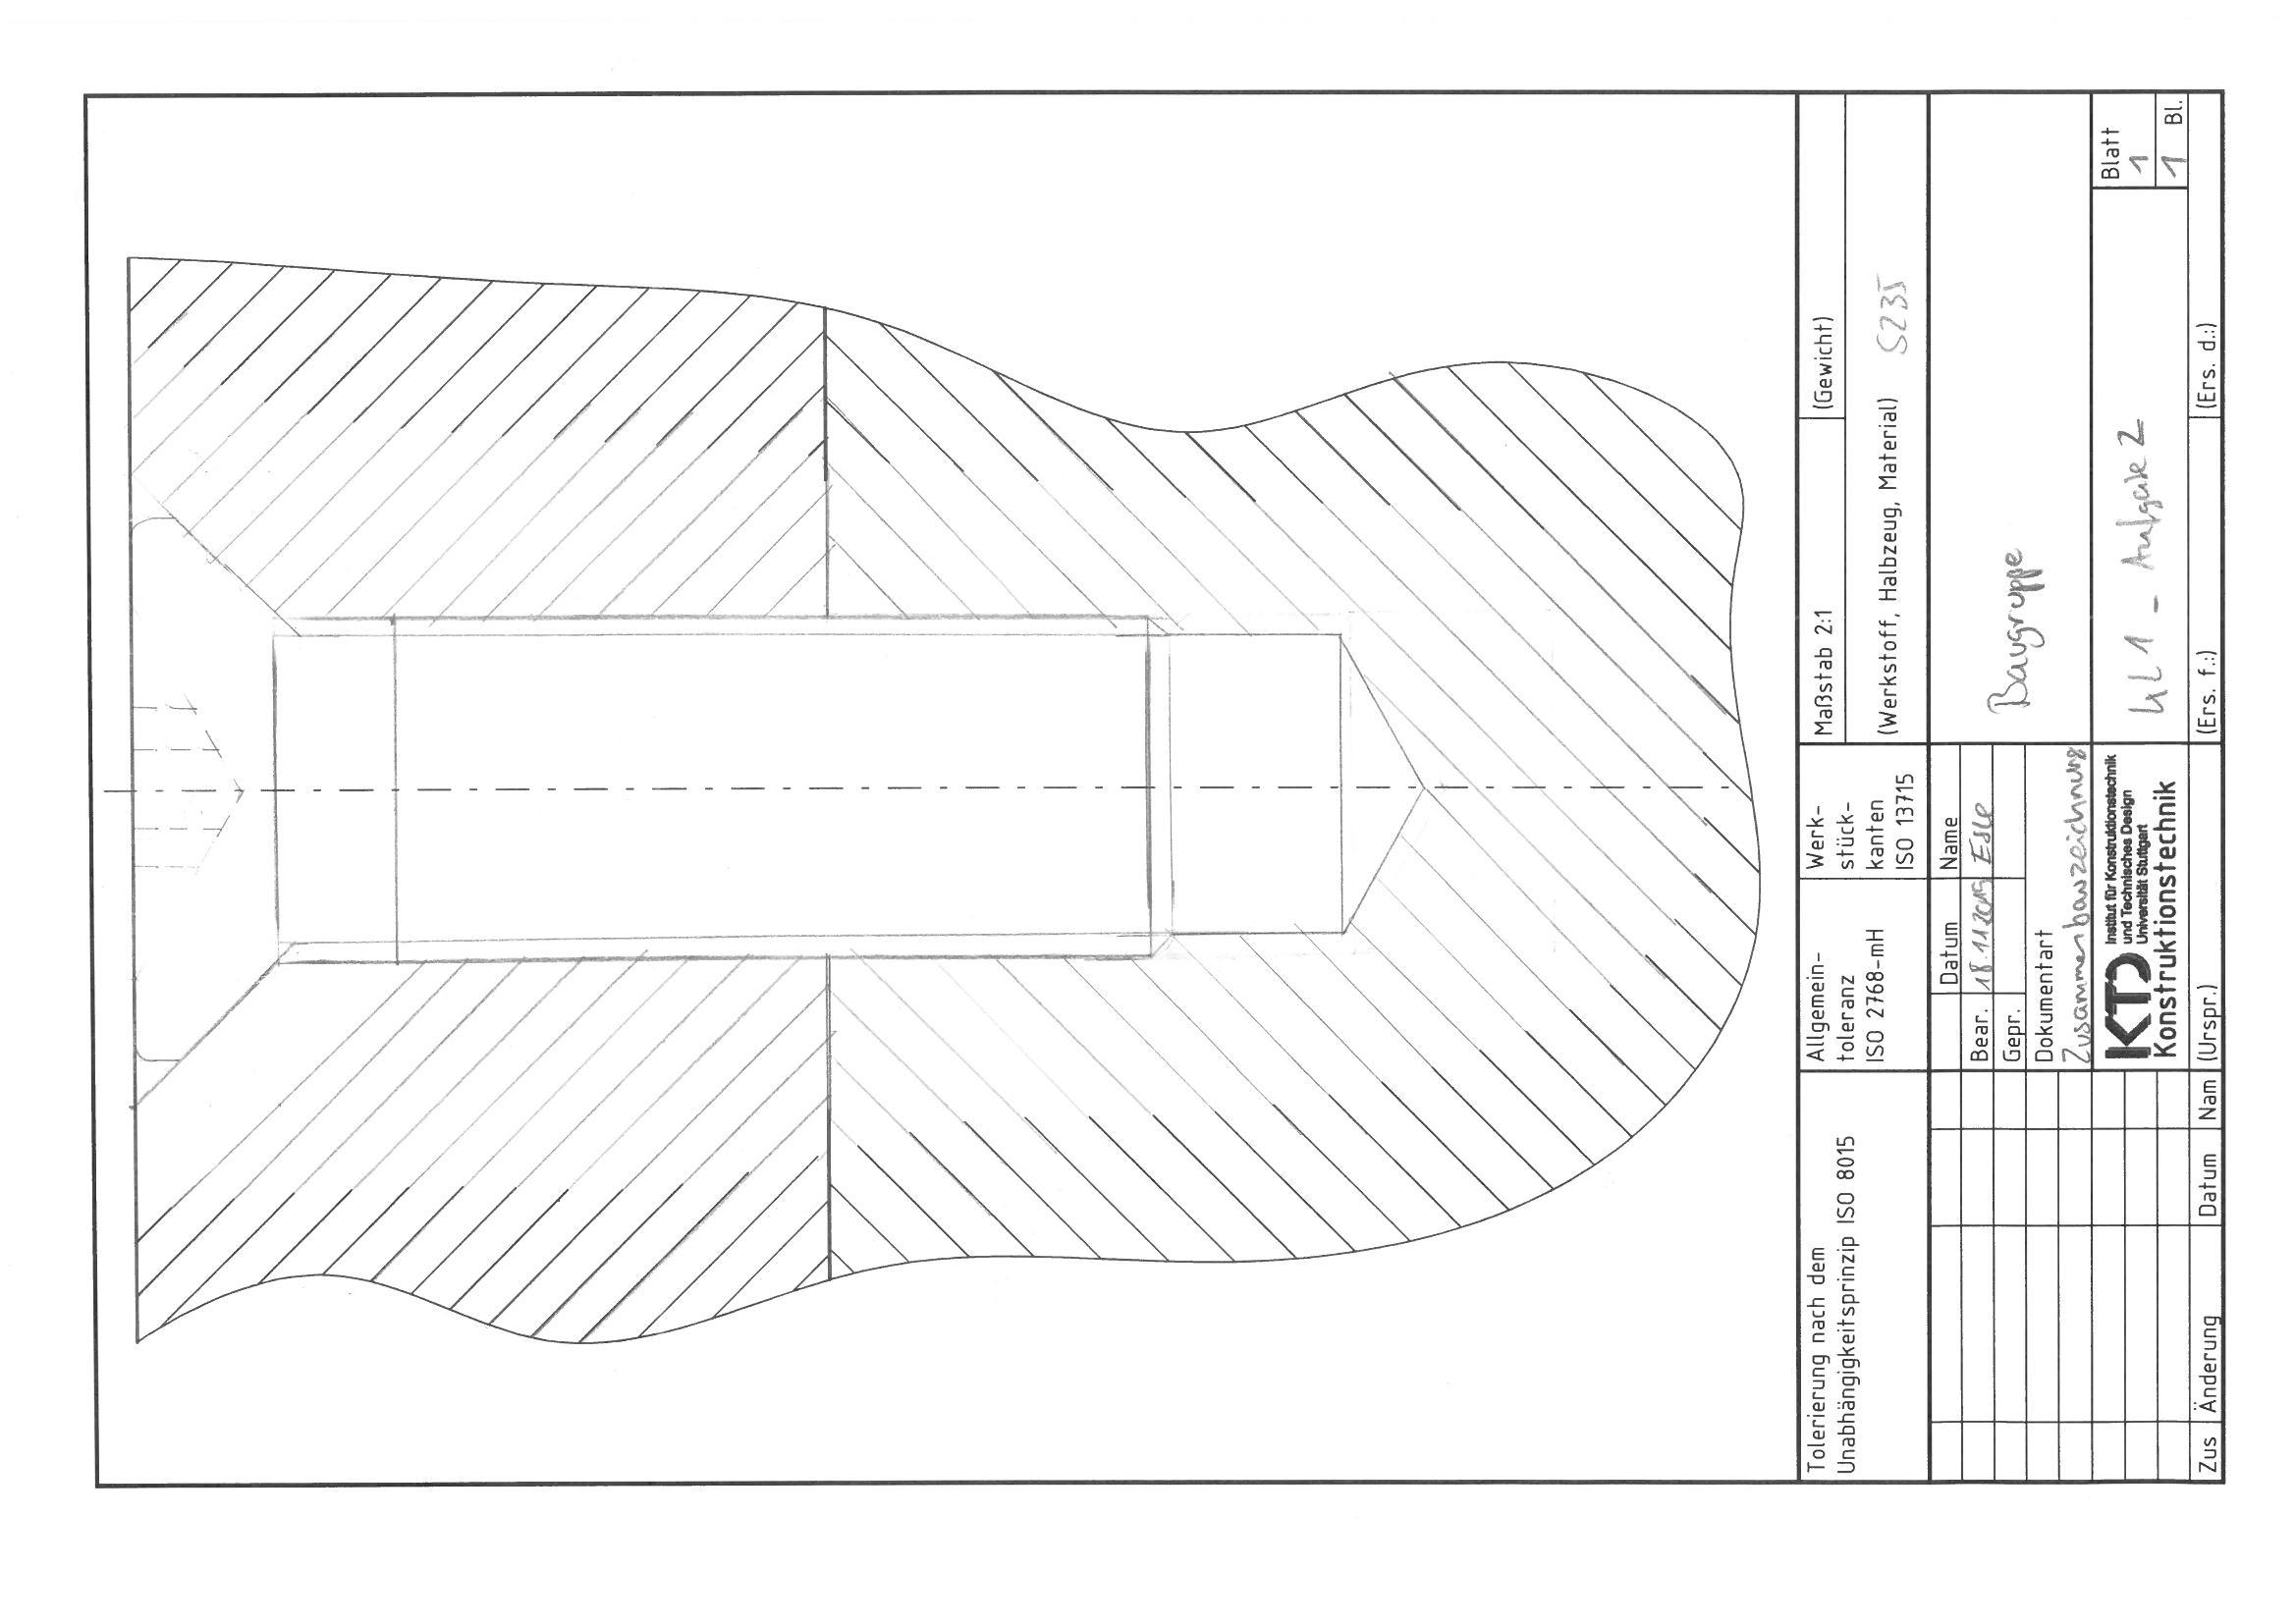 Tolerierung nach dem
Unabhängigkeitsprinzip ISO 8015
Allgemein-
toleranz
ISO 2768-mH
Werk-
stück-
kanten
ISO 13715
Maßstab 2:1
(Gewicht)
(Werkstoff, Halbzeug, Material) S235
Datum
Name
Bear. 18.11.2019 Esle
Gepr.
Dokumentart
Zusammenbauzeichnung
Baugruppe
KTD
Institut für Konstruktionstechnik
und Technisches Design
Universität Stuttgart
Konstruktionstechnik
KL 1 - Aufgabe 2
Blatt
1
1 Bl.
Zus
Änderung
Datum
Nam
(Urspr.)
(Ers. f.:)
(Ers. d.:)